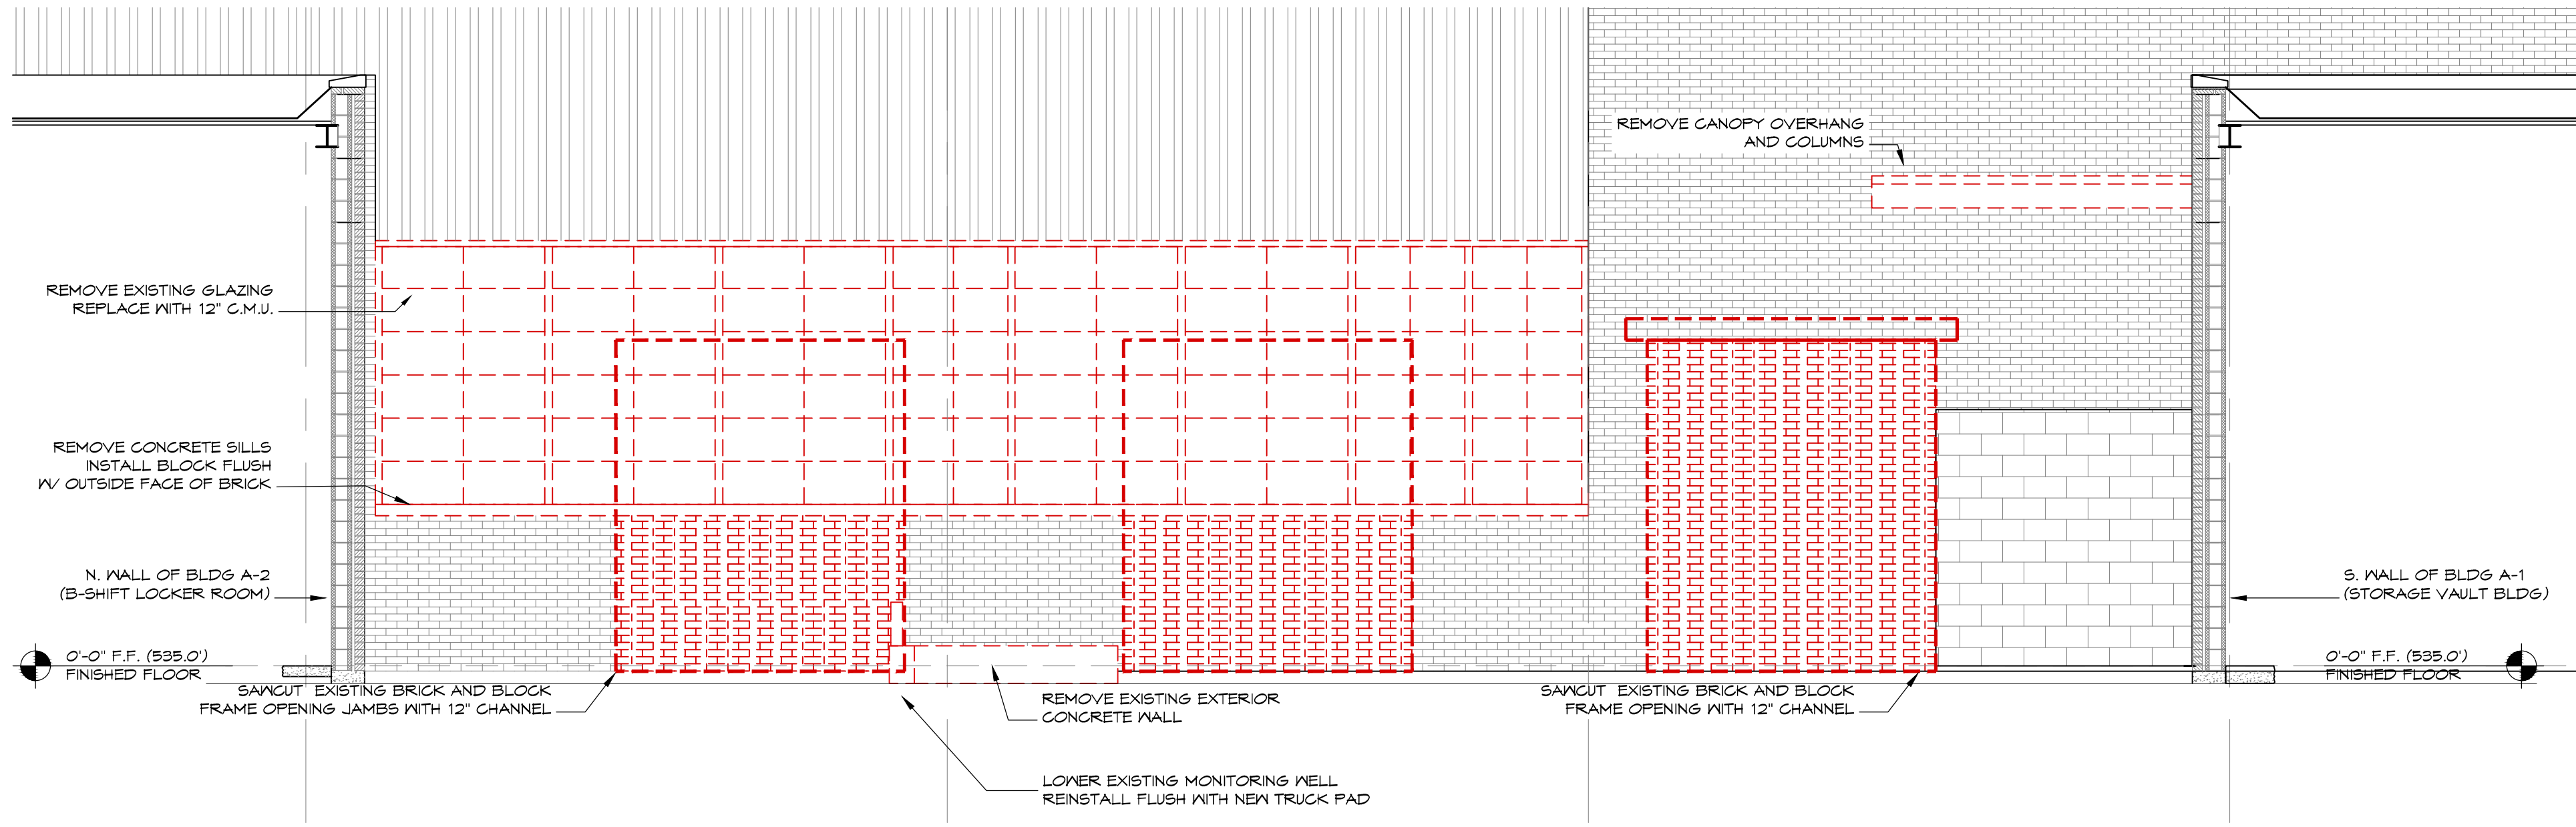 REMOVE CANOPY OVERHANG
AND COLUMNS
REMOVE EXISTING GLAZING
REPLACE WITH 12" C.M.U.
REMOVE CONCRETE SILLS
INSTALL BLOCK FLUSH
W/ OUTSIDE FACE OF BRICK
N. WALL OF BLDG A-2
(B-SHIFT LOCKER ROOM)
S. WALL OF BLDG A-1
(STORAGE VAULT BLDG)
0'-0" F.F. (535.0')
FINISHED FLOOR
0'-0" F.F. (535.0')
FINISHED FLOOR
SAWCUT EXISTING BRICK AND BLOCK
FRAME OPENING JAMBS WITH 12" CHANNEL
REMOVE EXISTING EXTERIOR
CONCRETE WALL
SAWCUT EXISTING BRICK AND BLOCK
FRAME OPENING WITH 12" CHANNEL
LOWER EXISTING MONITORING WELL
REINSTALL FLUSH WITH NEW TRUCK PAD